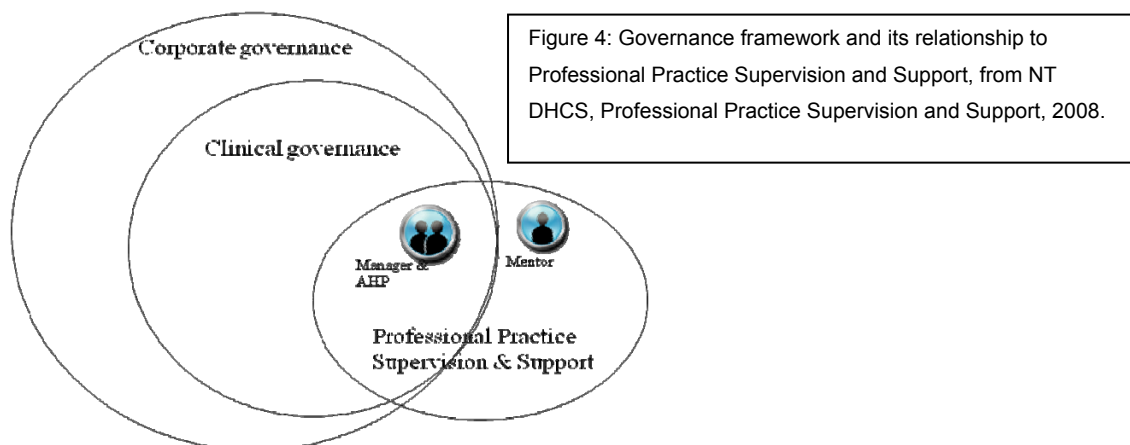 Corporate governance
Figure 4: Governance framework and its relationship to
Professional Practice Supervision and Support, from NT
DHCS, Professional Practice Supervision and Support, 2008.
Clinical governance
Manager &
AHP
Mentor
Professional Practice
Supervision & Support